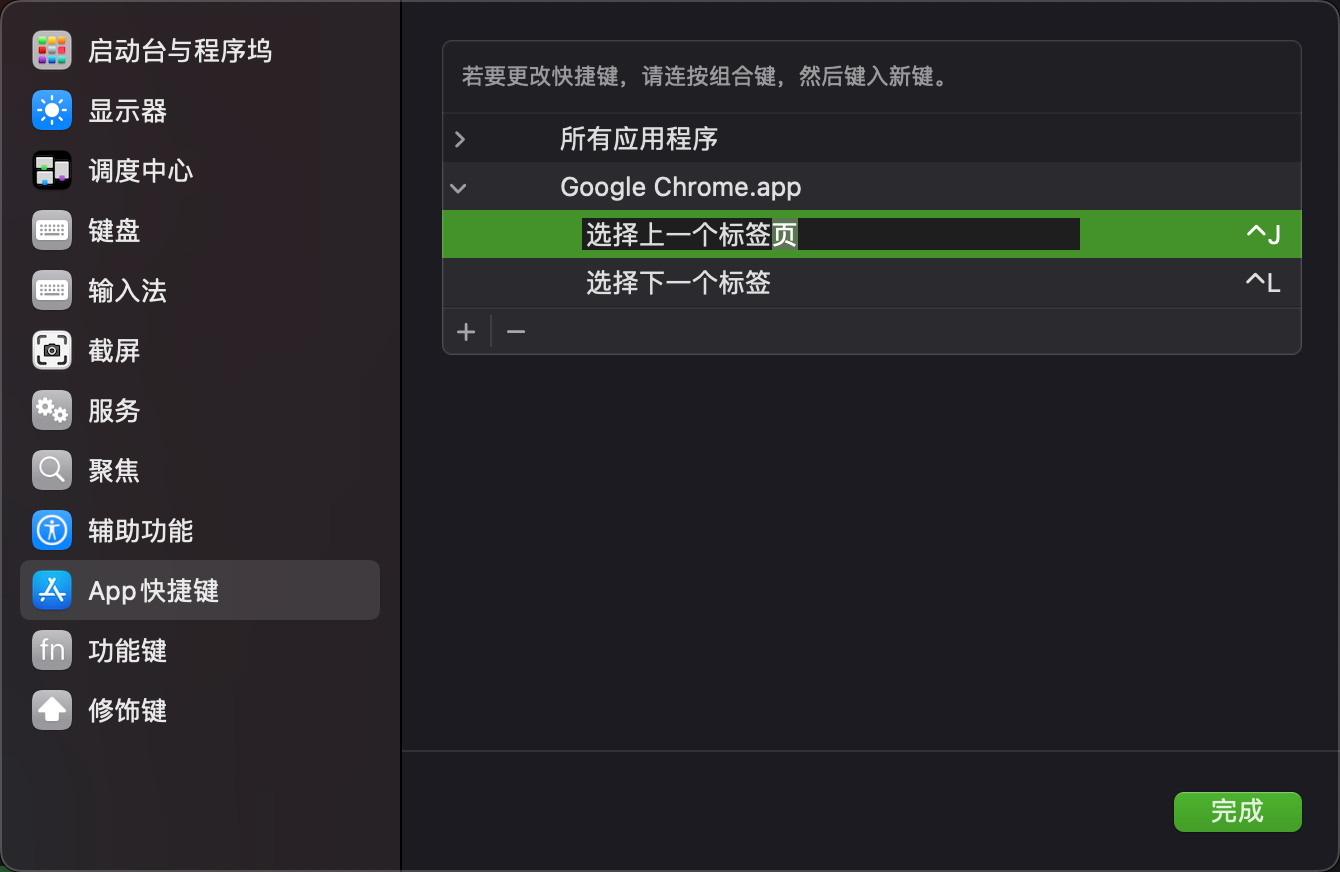 启动台与程序坞
显示器
调度中心
键盘
输入法
截屏
服务
聚焦
辅助功能
App 快捷键
fn 功能键
修饰键
若要更改快捷键，请连按组合键，然后键入新键。
所有应用程序
Google Chrome.app
选择上一个标签页 ^J
选择下一个标签 ^L
完成